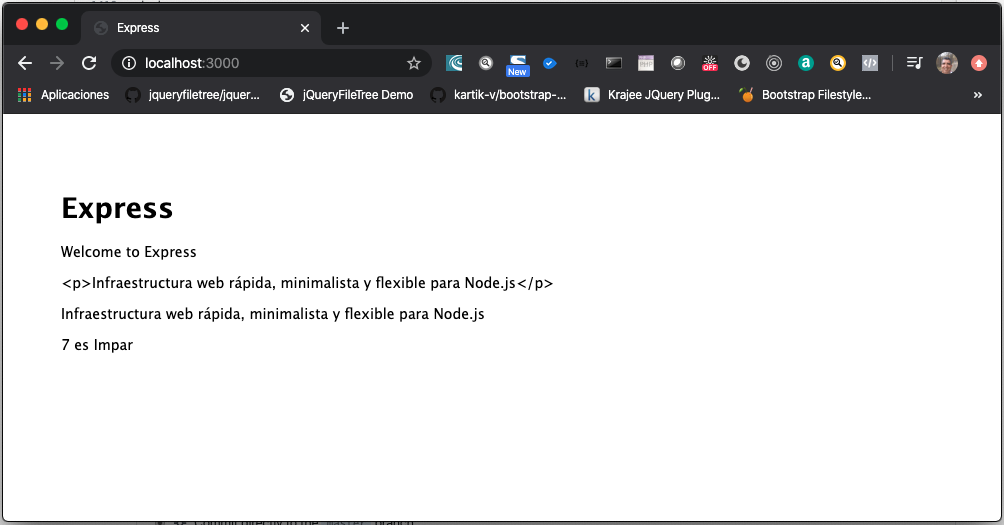 Express
localhost:3000
New
PHP
OFF
a
</>
Aplicaciones
jqueryfiletree/jquer...
jQueryFileTree Demo
kartik-v/bootstrap-...
k
Krajee JQuery Plug...
Bootstrap Filestyle...
»
Express
Welcome to Express
<p>Infraestructura web rápida, minimalista y flexible para Node.js</p>
Infraestructura web rápida, minimalista y flexible para Node.js
7 es Impar